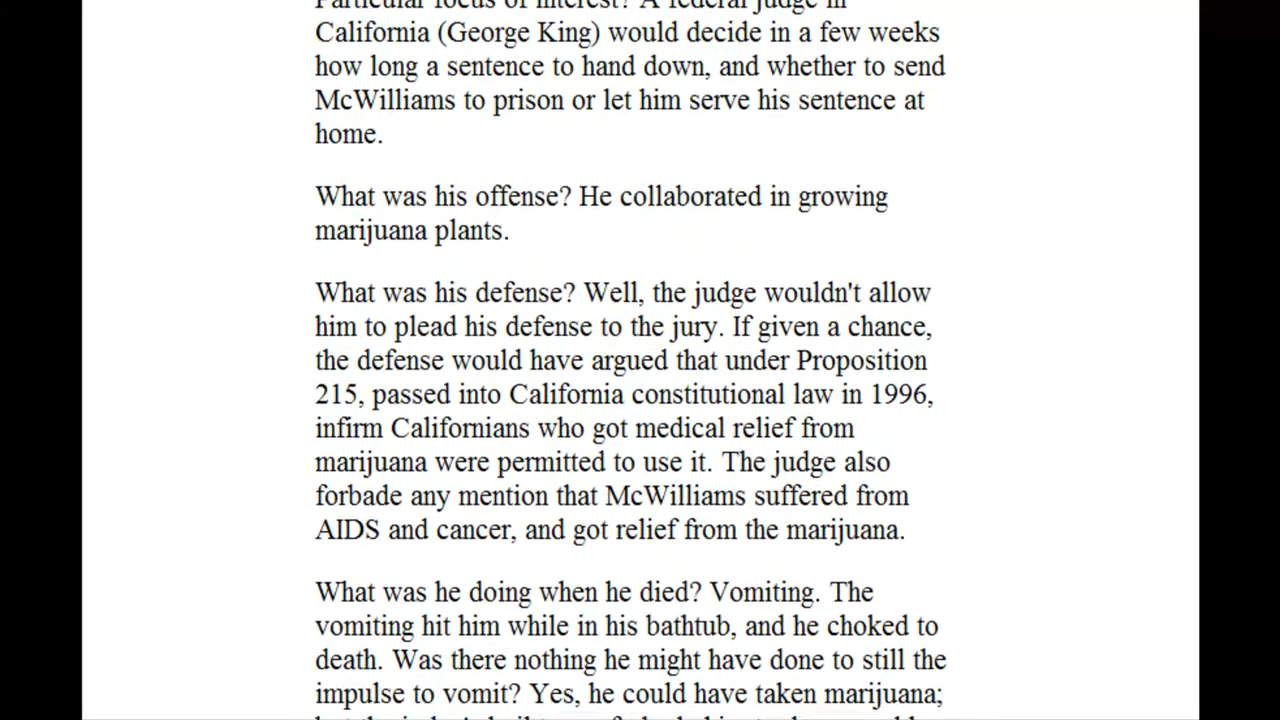 Particular focus of interest? A federal judge in
California (George King) would decide in a few weeks
how long a sentence to hand down, and whether to send
McWilliams to prison or let him serve his sentence at
home.
What was his offense? He collaborated in growing
marijuana plants.
What was his defense? Well, the judge wouldn't allow
him to plead his defense to the jury. If given a chance,
the defense would have argued that under Proposition
215, passed into California constitutional law in 1996,
infirm Californians who got medical relief from
marijuana were permitted to use it. The judge also
forbade any mention that McWilliams suffered from
AIDS and cancer, and got relief from the marijuana.
What was he doing when he died? Vomiting. The
vomiting hit him while in his bathtub, and he choked to
death. Was there nothing he might have done to still the
impulse to vomit? Yes, he could have taken marijuana;